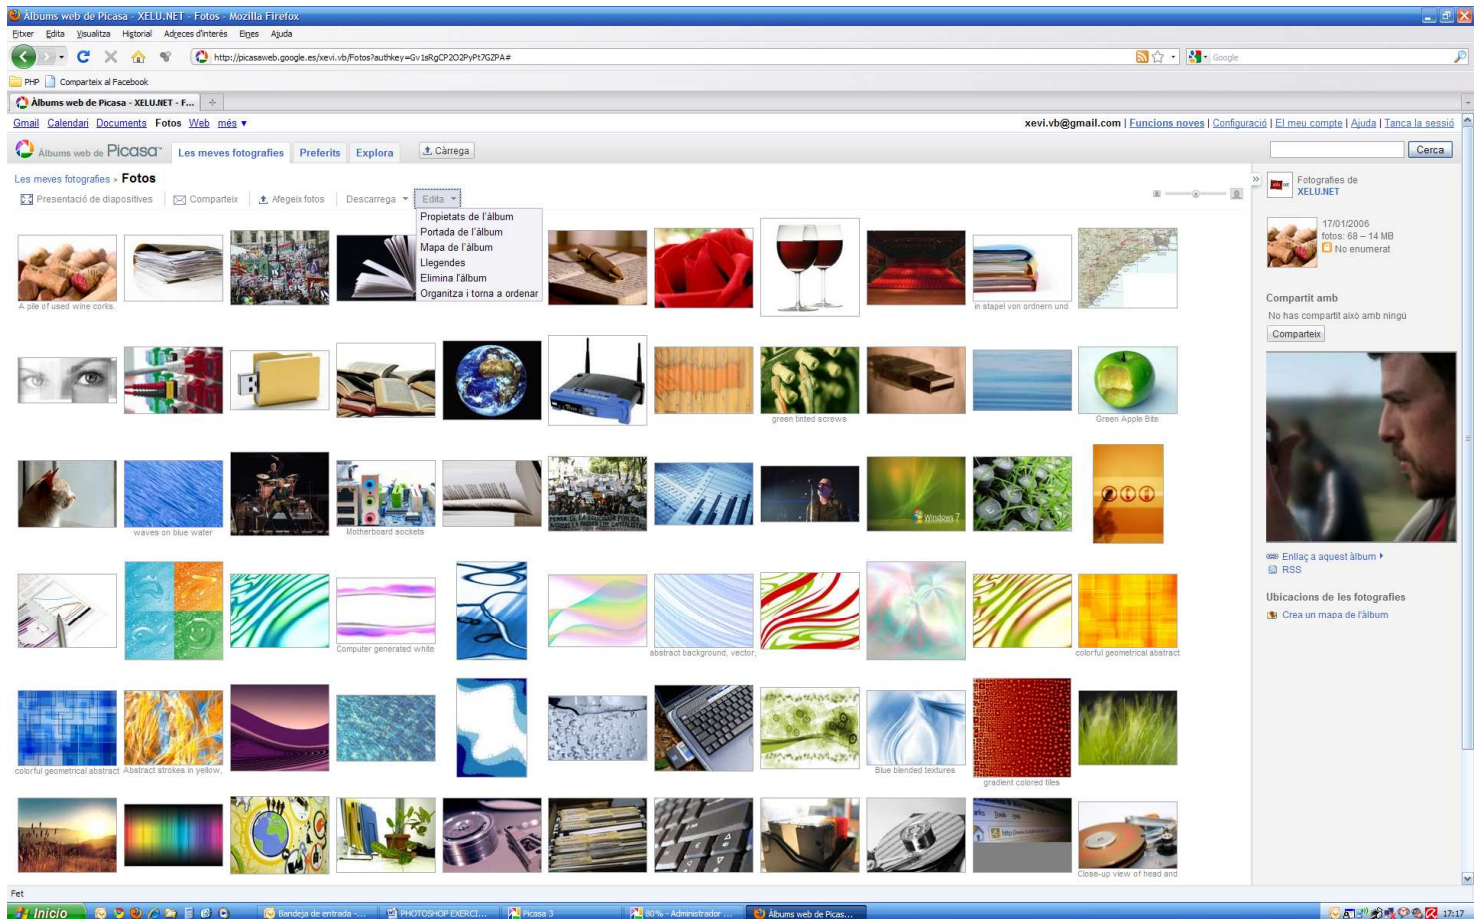 Àlbums web de Picasa - XELU.NET - Fotos - Mozilla Firefox
Fitxer Edita Visualitza Historial Adreces d'interès Eines Ajuda
http://picasaweb.google.es/xevi.vb/Fotos?authkey=Gv1sRgCP2O2PyPt7GZPA#
Google
PHP Comparteix al Facebook
Àlbums web de Picasa - XELU.NET - F...
Gmail Calendari Documents Fotos Web més ▼
xevi.vb@gmail.com | Funcions noves | Configuració | El meu compte | Ajuda | Tanca la sessió
Àlbums web de Picasa™ Les meves fotografies Preferits Explora Càrrega
Cerca
Les meves fotografies > Fotos
Presentació de diapositives Comparteix Afegeix fotos Descarrega Edita
Propietats de l'àlbum
Portada de l'àlbum
Mapa de l'àlbum
Llegendes
Elimina l'àlbum
Organitza i torna a ordenar
A pile of used wine corks.
in stapel von ordnern und
green tinted screws
Green Apple Bite
waves on blue water
Motherboard sockets
Windows 7
Computer generated white
abstract background, vector,
colorful geometrical abstract
colorful geometrical abstract
Abstract strokes in yellow,
Blue blended textures
gradient colored tiles
Close-up view of head and
Fotografies de
XELU.NET
17/01/2006
fotos: 68 – 14 MB
No enumerat
Compartit amb
No has compartit això amb ningú
Comparteix
Enllaç a aquest àlbum
RSS
Ubicacions de les fotografies
Crea un mapa de l'àlbum
Fet
Inicio
Bandeja de entrada -...
PHOTOSHOP EXERCI...
Picasa 3
80% - Administrador ...
Àlbums web de Picas...
17:17